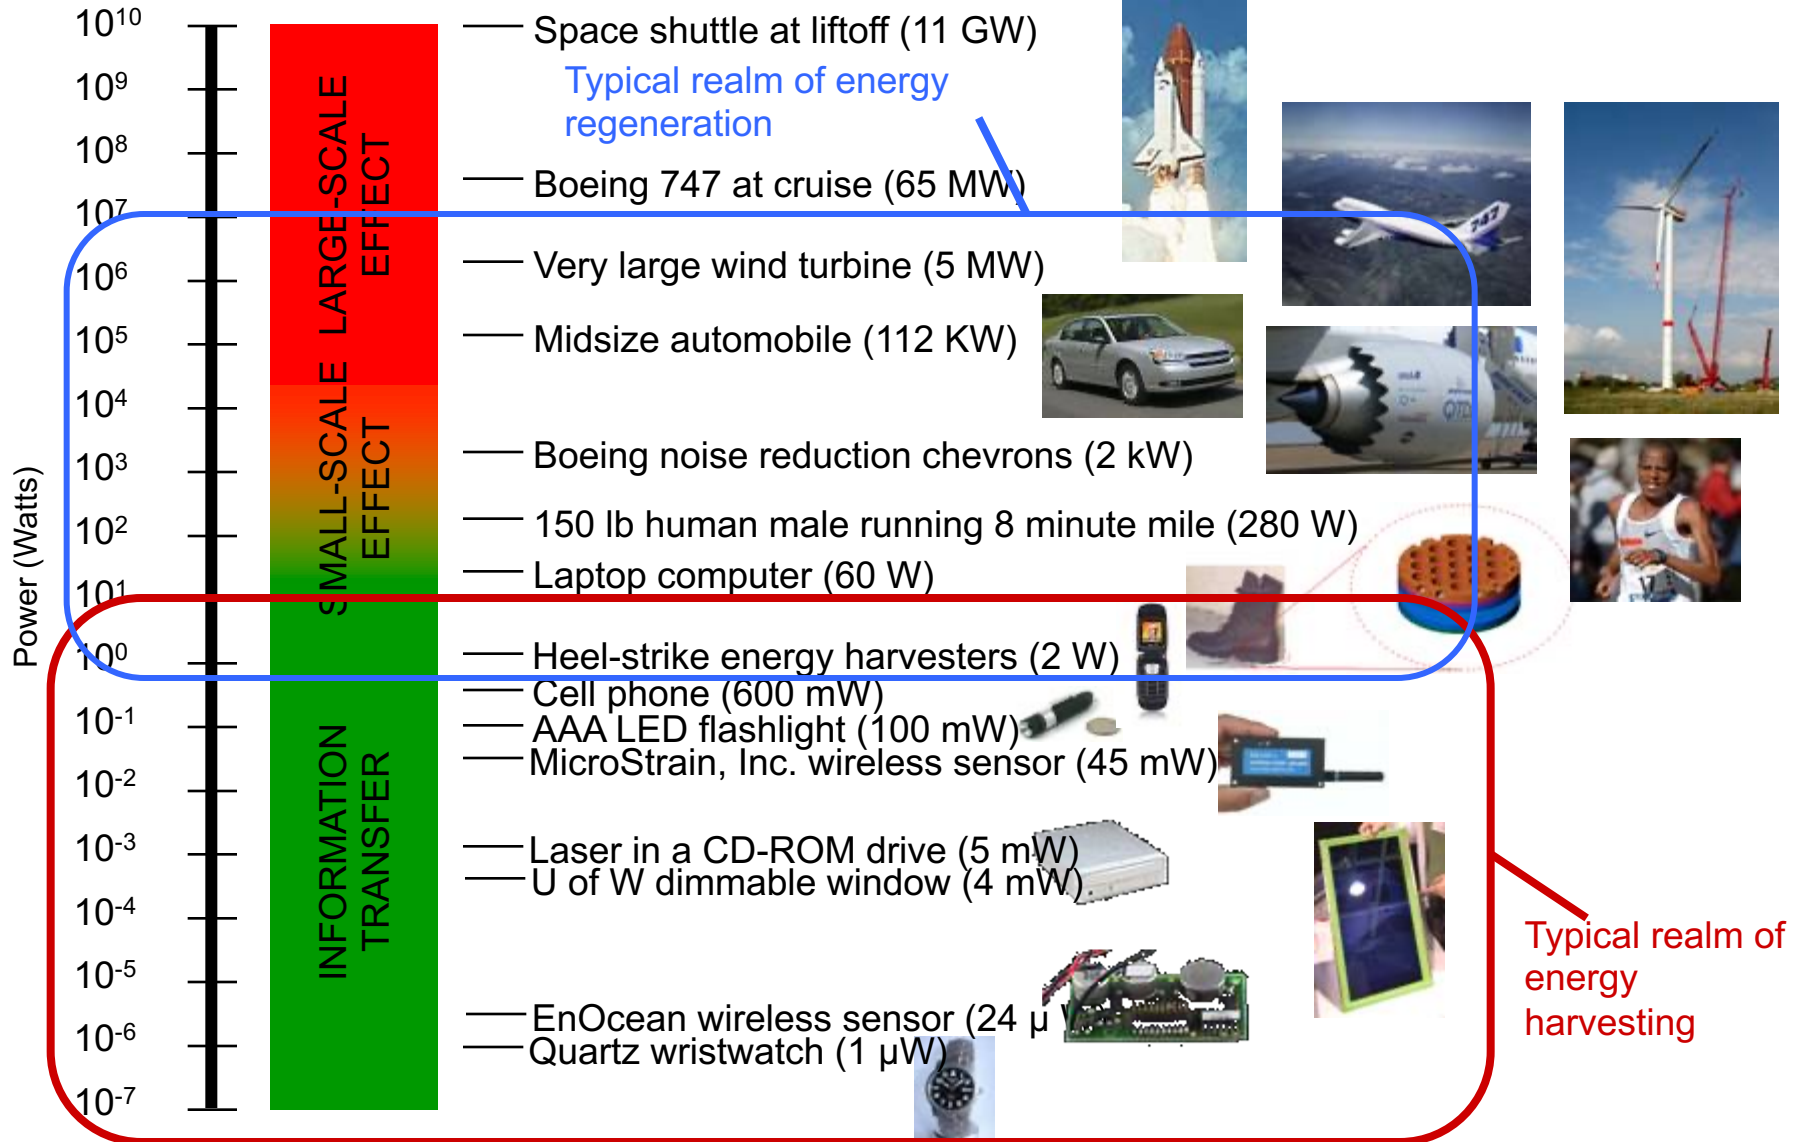 10¹⁰
Space shuttle at liftoff (11 GW)
Typical realm of energy
regeneration
10⁹
10⁸
Boeing 747 at cruise (65 MW)
10⁷
Very large wind turbine (5 MW)
10⁶
Midsize automobile (112 KW)
10⁵
LARGE-SCALE
EFFECT
10⁴
Boeing noise reduction chevrons (2 kW)
10³
150 lb human male running 8 minute mile (280 W)
10²
Laptop computer (60 W)
10¹
SMALL-SCALE
EFFECT
Power (Watts)
Heel-strike energy harvesters (2 W)
10⁰
Cell phone (600 mW)
AAA LED flashlight (100 mW)
10⁻¹
MicroStrain, Inc. wireless sensor (45 mW)
10⁻²
Laser in a CD-ROM drive (5 mW)
10⁻³
U of W dimmable window (4 mW)
10⁻⁴
INFORMATION
TRANSFER
Typical realm of
energy
harvesting
10⁻⁵
EnOcean wireless sensor (24 µ
10⁻⁶
Quartz wristwatch (1 µW)
10⁻⁷
747
QTD